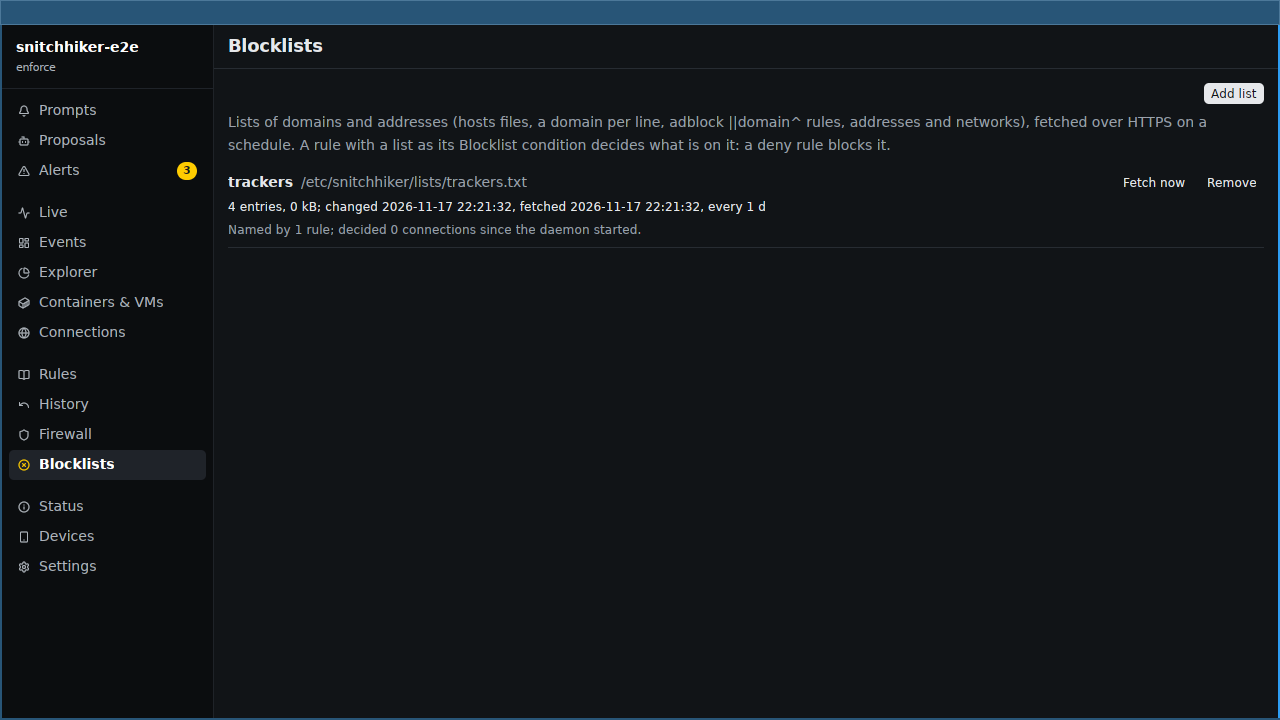 snitchhiker-e2e
enforce
Prompts
Proposals
Alerts
3
Live
Events
Explorer
Containers & VMs
Connections
Rules
History
Firewall
Blocklists
Status
Devices
Settings
Blocklists
Add list
Lists of domains and addresses (hosts files, a domain per line, adblock ||domain^ rules, addresses and networks), fetched over HTTPS on a
schedule. A rule with a list as its Blocklist condition decides what is on it: a deny rule blocks it.
trackers /etc/snitchhiker/lists/trackers.txt
Fetch now
Remove
4 entries, 0 kB; changed 2026-11-17 22:21:32, fetched 2026-11-17 22:21:32, every 1 d
Named by 1 rule; decided 0 connections since the daemon started.